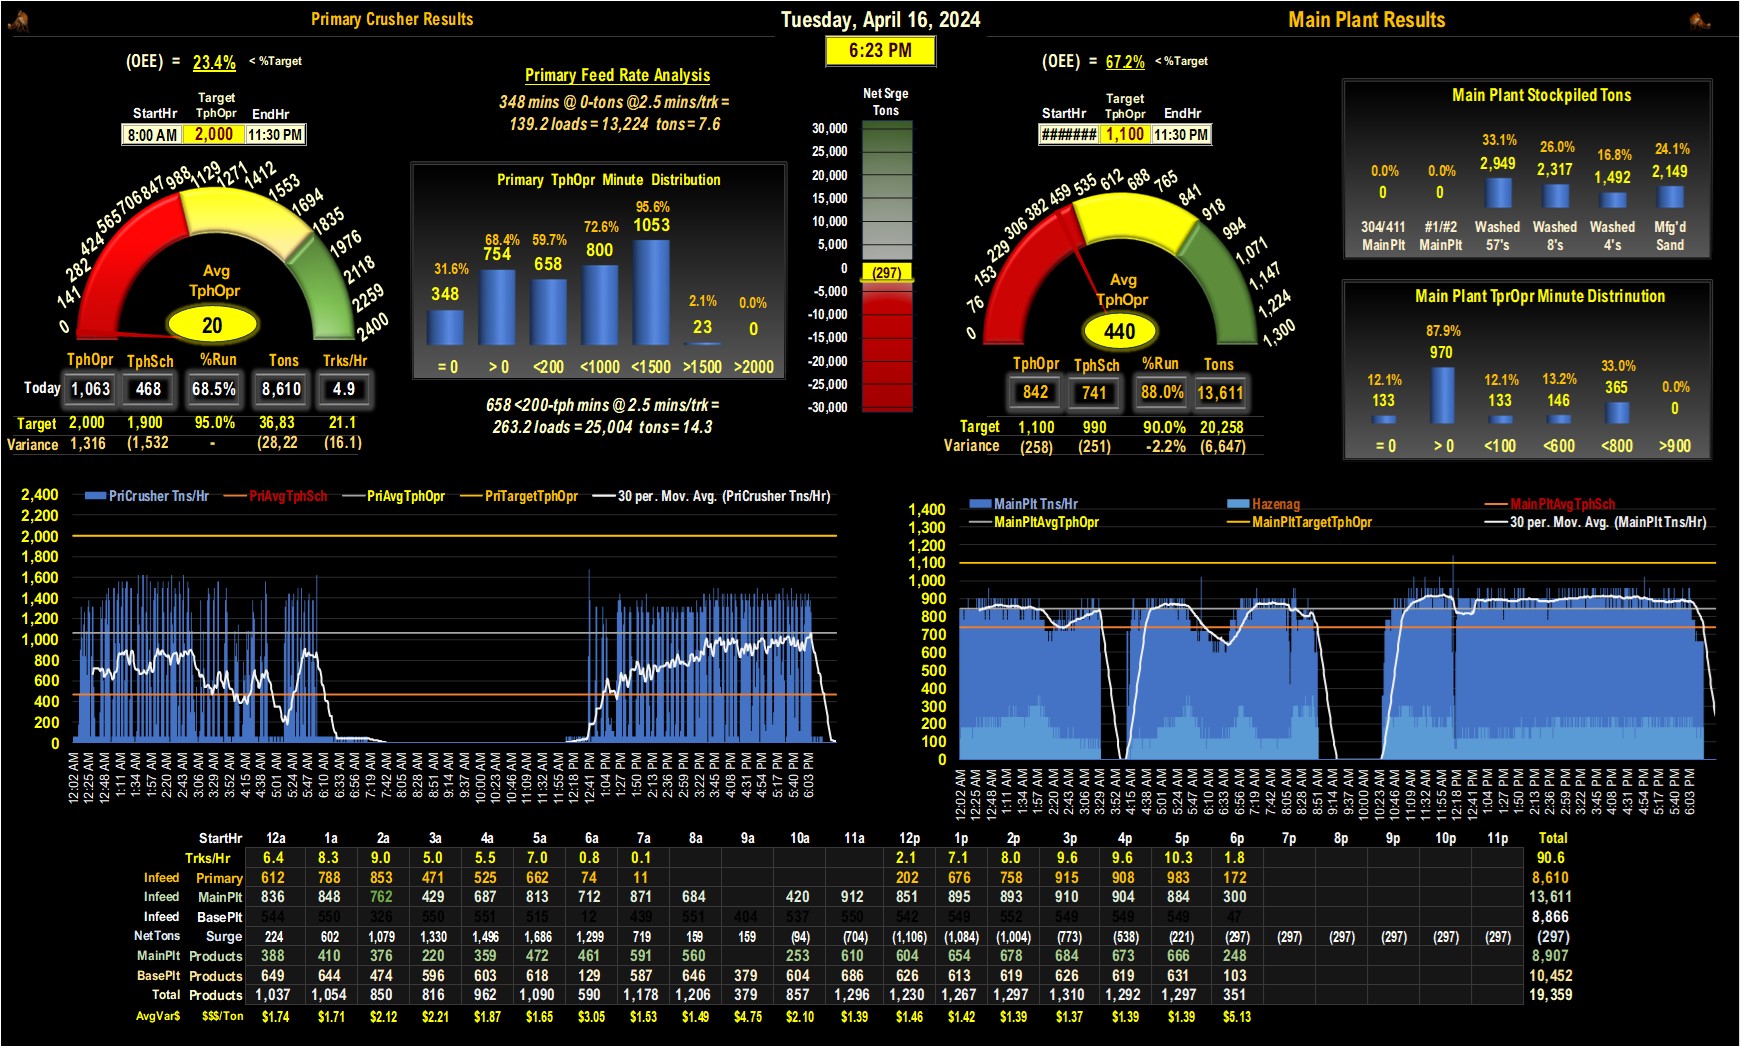 Primary Crusher Results
Tuesday, April 16, 2024
Main Plant Results
6:23 PM
(OEE) = 23.4% < %Target
StartHr Target TphOpr EndHr
8:00 AM 2,000 11:30 PM
0 141 282 424 565 706 847 988 1129 1271 1412 1553 1694 1835 1976 2118 2259 2400
Avg
TphOpr
20
TphOpr TphSch %Run Tons Trks/Hr
Today 1,063 468 68.5% 8,610 4.9
Target 2,000 1,900 95.0% 36,83 21.1
Variance 1,316 (1,532 - (28,22 (16.1)
Primary Feed Rate Analysis
348 mins @ 0-tons @2.5 mins/trk =
139.2 loads = 13,224 tons = 7.6
Primary TphOpr Minute Distribution
31.6% 68.4% 59.7% 72.6% 95.6% 2.1% 0.0%
348 754 658 800 1053 23 0
= 0 > 0 <200 <1000 <1500 >1500 >2000
658 <200-tph mins @ 2.5 mins/trk =
263.2 loads = 25,004 tons = 14.3
Net Srge
Tons
30,000
25,000
20,000
15,000
10,000
5,000
0
(297)
-5,000
-10,000
-15,000
-20,000
-25,000
-30,000
(OEE) = 67.2% < %Target
StartHr Target TphOpr EndHr
####### 1,100 11:30 PM
0 76 153 229 306 382 459 535 612 688 765 841 918 994 1,071 1,147 1,224 1,300
Avg
TphOpr
440
TphOpr TphSch %Run Tons
842 741 88.0% 13,611
Target 1,100 990 90.0% 20,258
Variance (258) (251) -2.2% (6,647)
Main Plant Stockpiled Tons
0.0% 0.0% 33.1% 26.0% 16.8% 24.1%
0 0 2,949 2,317 1,492 2,149
304/411 #1/#2 Washed Washed Washed Mfg'd
MainPlt MainPlt 57's 8's 4's Sand
Main Plant TprOpr Minute Distrinution
12.1% 87.9% 12.1% 13.2% 33.0% 0.0%
133 970 133 146 365 0
= 0 > 0 <100 <600 <800 >900
PriCrusher Tns/Hr PriAvgTphSch PriAvgTphOpr PriTargetTphOpr 30 per. Mov. Avg. (PriCrusher Tns/Hr)
2,400
2,200
2,000
1,800
1,600
1,400
1,200
1,000
800
600
400
200
0
12:02 AM 12:25 AM 12:48 AM 1:11 AM 1:34 AM 1:57 AM 2:20 AM 2:43 AM 3:06 AM 3:29 AM 3:52 AM 4:15 AM 4:38 AM 5:01 AM 5:24 AM 5:47 AM 6:10 AM 6:33 AM 6:56 AM 7:19 AM 7:42 AM 8:05 AM 8:28 AM 8:51 AM 9:14 AM 9:37 AM 10:00 AM 10:23 AM 10:46 AM 11:09 AM 11:32 AM 11:55 AM 12:18 PM 12:41 PM 1:04 PM 1:27 PM 1:50 PM 2:13 PM 2:36 PM 2:59 PM 3:22 PM 3:45 PM 4:08 PM 4:31 PM 4:54 PM 5:17 PM 5:40 PM 6:03 PM
MainPlt Tns/Hr Hazenag MainPltAvgTphSch
MainPltAvgTphOpr MainPltTargetTphOpr 30 per. Mov. Avg. (MainPlt Tns/Hr)
1,400
1,300
1,200
1,100
1,000
900
800
700
600
500
400
300
200
100
0
12:02 AM 12:25 AM 12:48 AM 1:11 AM 1:34 AM 1:57 AM 2:20 AM 2:43 AM 3:06 AM 3:29 AM 3:52 AM 4:15 AM 4:38 AM 5:01 AM 5:24 AM 5:47 AM 6:10 AM 6:33 AM 6:56 AM 7:19 AM 7:42 AM 8:05 AM 8:28 AM 8:51 AM 9:14 AM 9:37 AM 10:00 AM 10:23 AM 10:46 AM 11:09 AM 11:32 AM 11:55 AM 12:18 PM 12:41 PM 1:04 PM 1:27 PM 1:50 PM 2:13 PM 2:36 PM 2:59 PM 3:22 PM 3:45 PM 4:08 PM 4:31 PM 4:54 PM 5:17 PM 5:40 PM 6:03 PM
StartHr 12a 1a 2a 3a 4a 5a 6a 7a 8a 9a 10a 11a 12p 1p 2p 3p 4p 5p 6p 7p 8p 9p 10p 11p Total
Trks/Hr 6.4 8.3 9.0 5.0 5.5 7.0 0.8 0.1 2.1 7.1 8.0 9.6 9.6 10.3 1.8 90.6
Infeed Primary 612 788 853 471 525 662 74 11 202 676 758 915 908 983 172 8,610
Infeed MainPlt 836 848 762 429 687 813 712 871 684 420 912 851 895 893 910 904 884 300 13,611
Infeed BasePlt 544 550 326 550 551 515 12 439 551 404 537 550 542 549 552 549 549 549 47 8,866
NetTons Surge 224 602 1,079 1,330 1,496 1,686 1,299 719 159 159 (94) (704) (1,106) (1,084) (1,004) (773) (538) (221) (297) (297) (297) (297) (297) (297) (297)
MainPlt Products 388 410 376 220 359 472 461 591 560 253 610 604 654 678 684 673 666 248 8,907
BasePlt Products 649 644 474 596 603 618 129 587 646 379 604 686 626 613 619 626 619 631 103 10,452
Total Products 1,037 1,054 850 816 962 1,090 590 1,178 1,206 379 857 1,296 1,230 1,267 1,297 1,310 1,292 1,297 351 19,359
AvgVar$ $$$/Ton $1.74 $1.71 $2.12 $2.21 $1.87 $1.65 $3.05 $1.53 $1.49 $4.75 $2.10 $1.39 $1.46 $1.42 $1.39 $1.37 $1.39 $1.39 $5.13